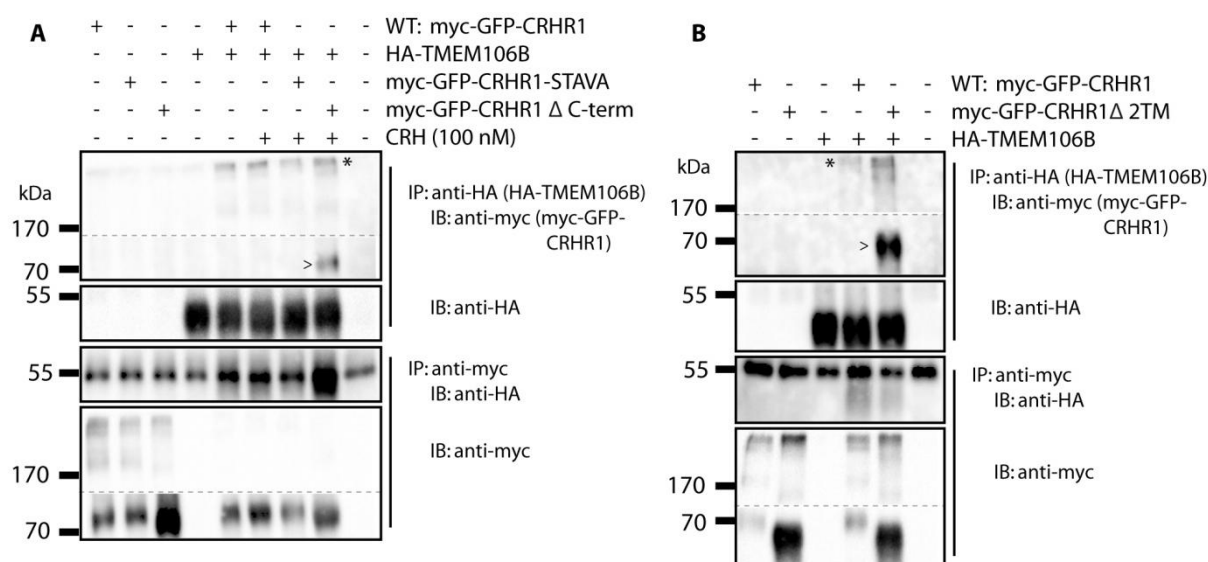 A
+ - - - + + - - - WT: myc-GFP-CRHR1
- - - + + + + + - HA-TMEM106B
- + - - - - + - - myc-GFP-CRHR1-STAVA
- - + - - - - + - myc-GFP-CRHR1 Δ C-term
- - - - - + + + - CRH (100 nM)
*
kDa
170
>
70
IP: anti-HA (HA-TMEM106B)
IB: anti-myc (myc-GFP-
CRHR1)
55
IB: anti-HA
55
IP: anti-myc
IB: anti-HA
IB: anti-myc
170
70
B
+ - - + - - WT: myc-GFP-CRHR1
- + - - + - myc-GFP-CRHR1Δ 2TM
- - + + + - HA-TMEM106B
*
kDa
170
70
>
IP: anti-HA (HA-TMEM106B)
IB: anti-myc (myc-GFP-
CRHR1)
55
IB: anti-HA
55
IP: anti-myc
IB: anti-HA
IB: anti-myc
170
70